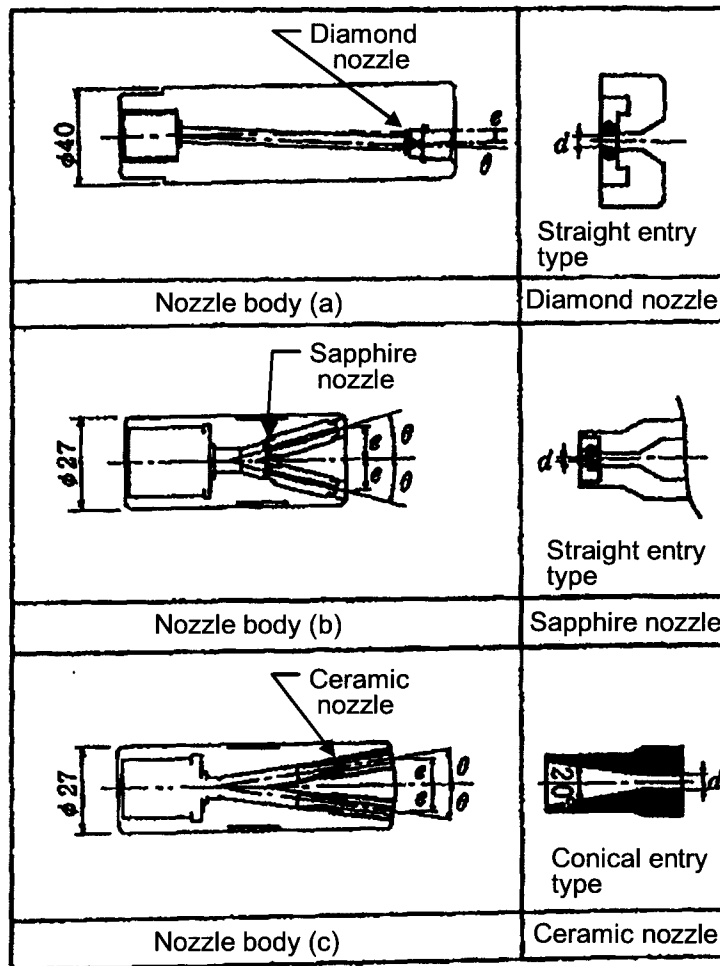 Diamond
nozzle
φ40
e
θ
d
Straight entry
type
Nozzle body (a)
Diamond nozzle
Sapphire
nozzle
φ27
e
e
θ
θ
d
Straight entry
type
Nozzle body (b)
Sapphire nozzle
Ceramic
nozzle
φ27
e
e
θ
θ
20°
d
Conical entry
type
Nozzle body (c)
Ceramic nozzle